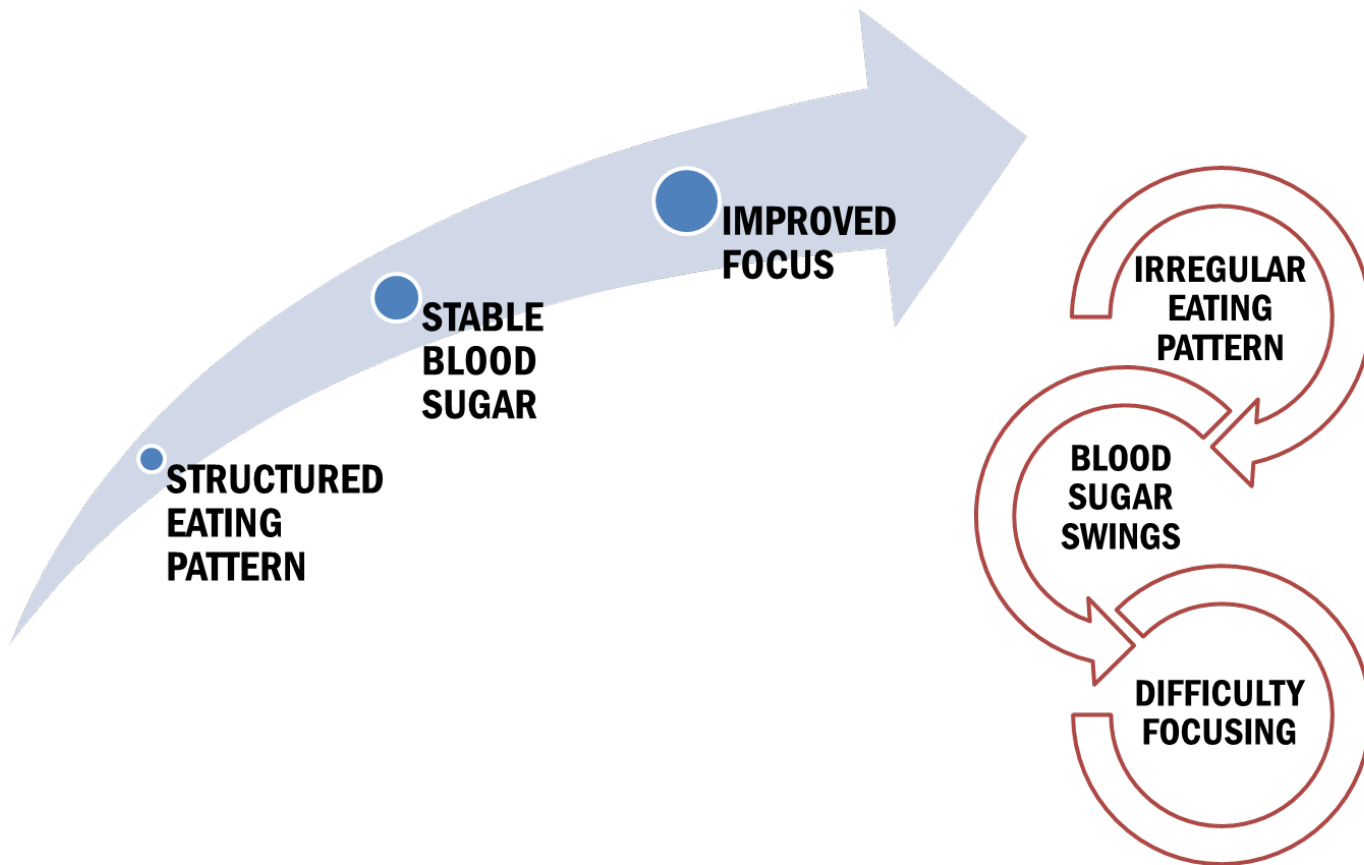 IMPROVED
FOCUS
STABLE
BLOOD
SUGAR
STRUCTURED
EATING
PATTERN
IRREGULAR
EATING
PATTERN
BLOOD
SUGAR
SWINGS
DIFFICULTY
FOCUSING